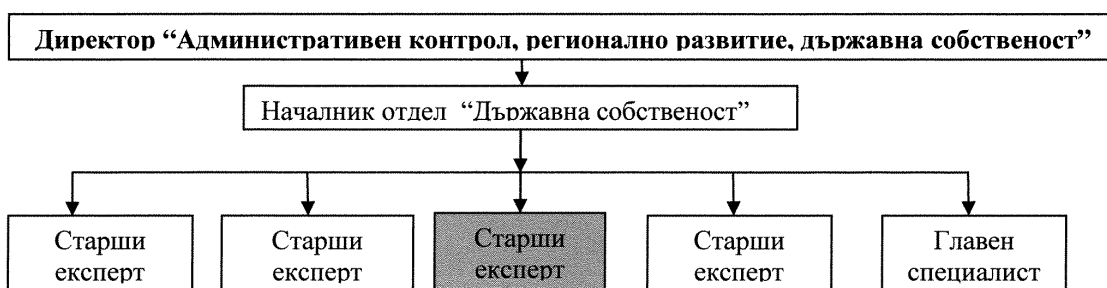 Директор “Административен контрол, регионално развитие, държавна собственост”
Началник отдел “Държавна собственост”
Старши
експерт
Старши
експерт
Старши
експерт
Старши
експерт
Главен
специалист